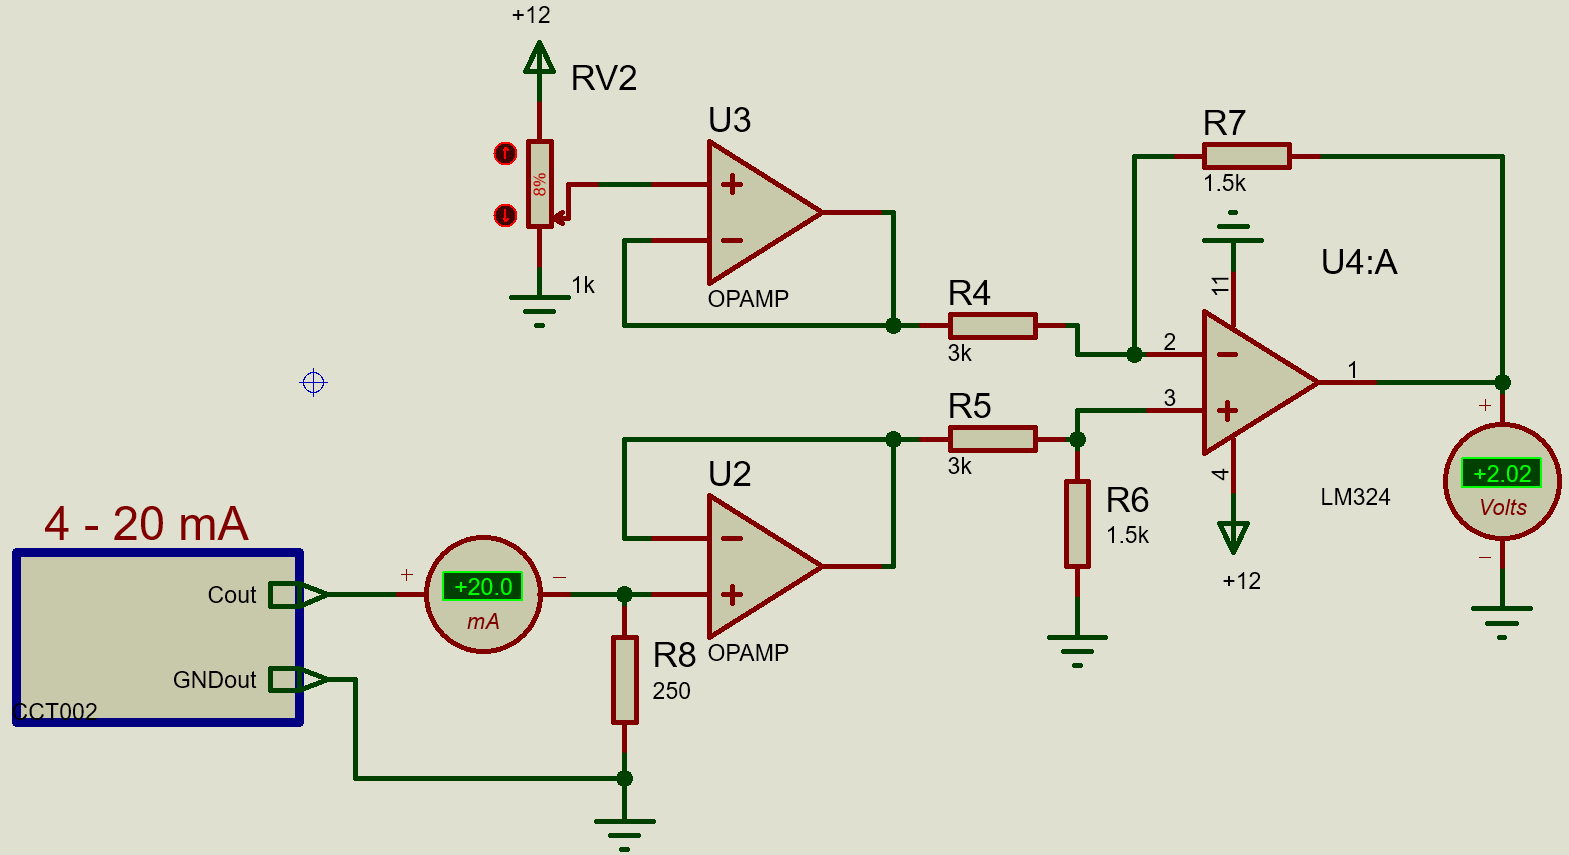 +12
RV2
8%
1k
U3
+
−
OPAMP
R4
3k
R7
1.5k
U4:A
11
2
−
3
+
1
4
+12
LM324
+
+2.02
Volts
−
R5
3k
R6
1.5k
U2
−
+
OPAMP
4 - 20 mA
Cout
GNDout
CCT002
+
+20.0
mA
−
R8
250